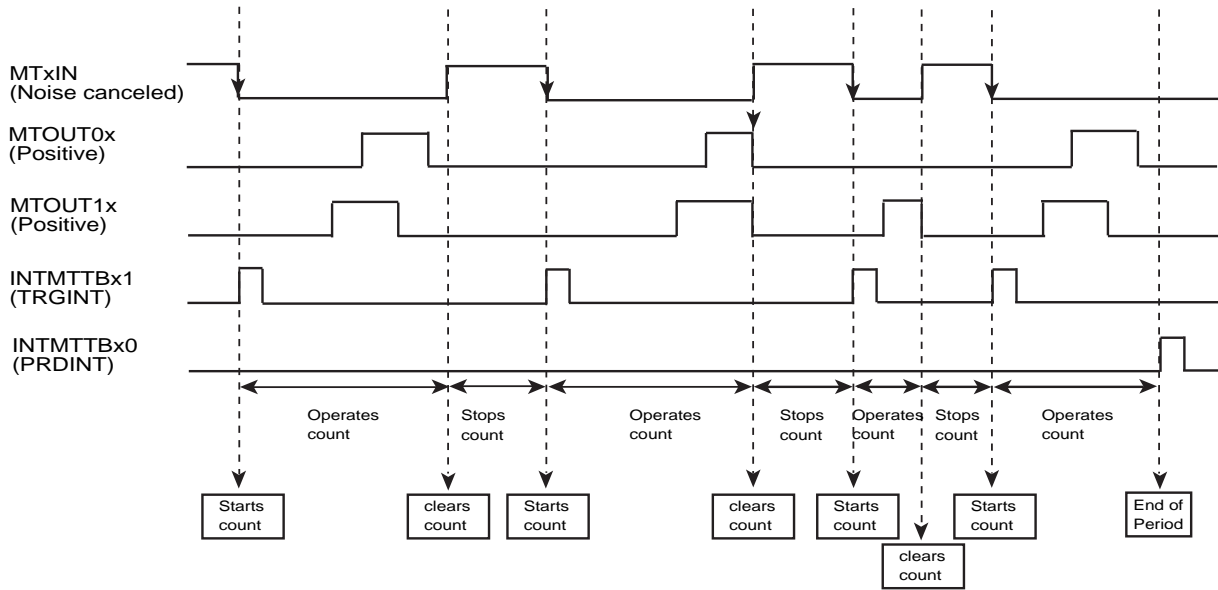 MTxIN
(Noise canceled)
MTOUT0x
(Positive)
MTOUT1x
(Positive)
INTMTTBx1
(TRGINT)
INTMTTBx0
(PRDINT)
Operates
count
Stops
count
Operates
count
Stops
count
Operates
count
Stops
count
Operates
count
Starts
count
clears
count
Starts
count
clears
count
Starts
count
clears
count
Starts
count
End of
Period